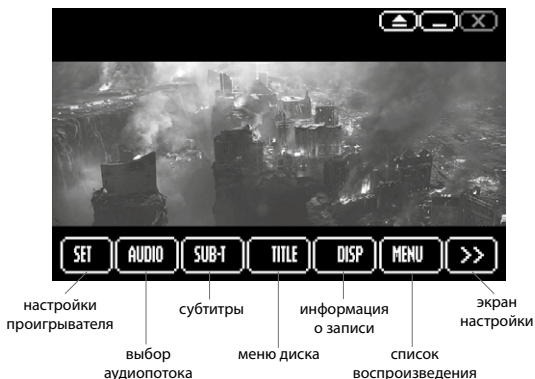 X
SET AUDIO SUB-T TITLE DISP MENU >>
настройки
проигрывателя
субтитры
информация
о записи
экран
настройки
выбор
аудиопотока
меню диска
список
воспроизведения